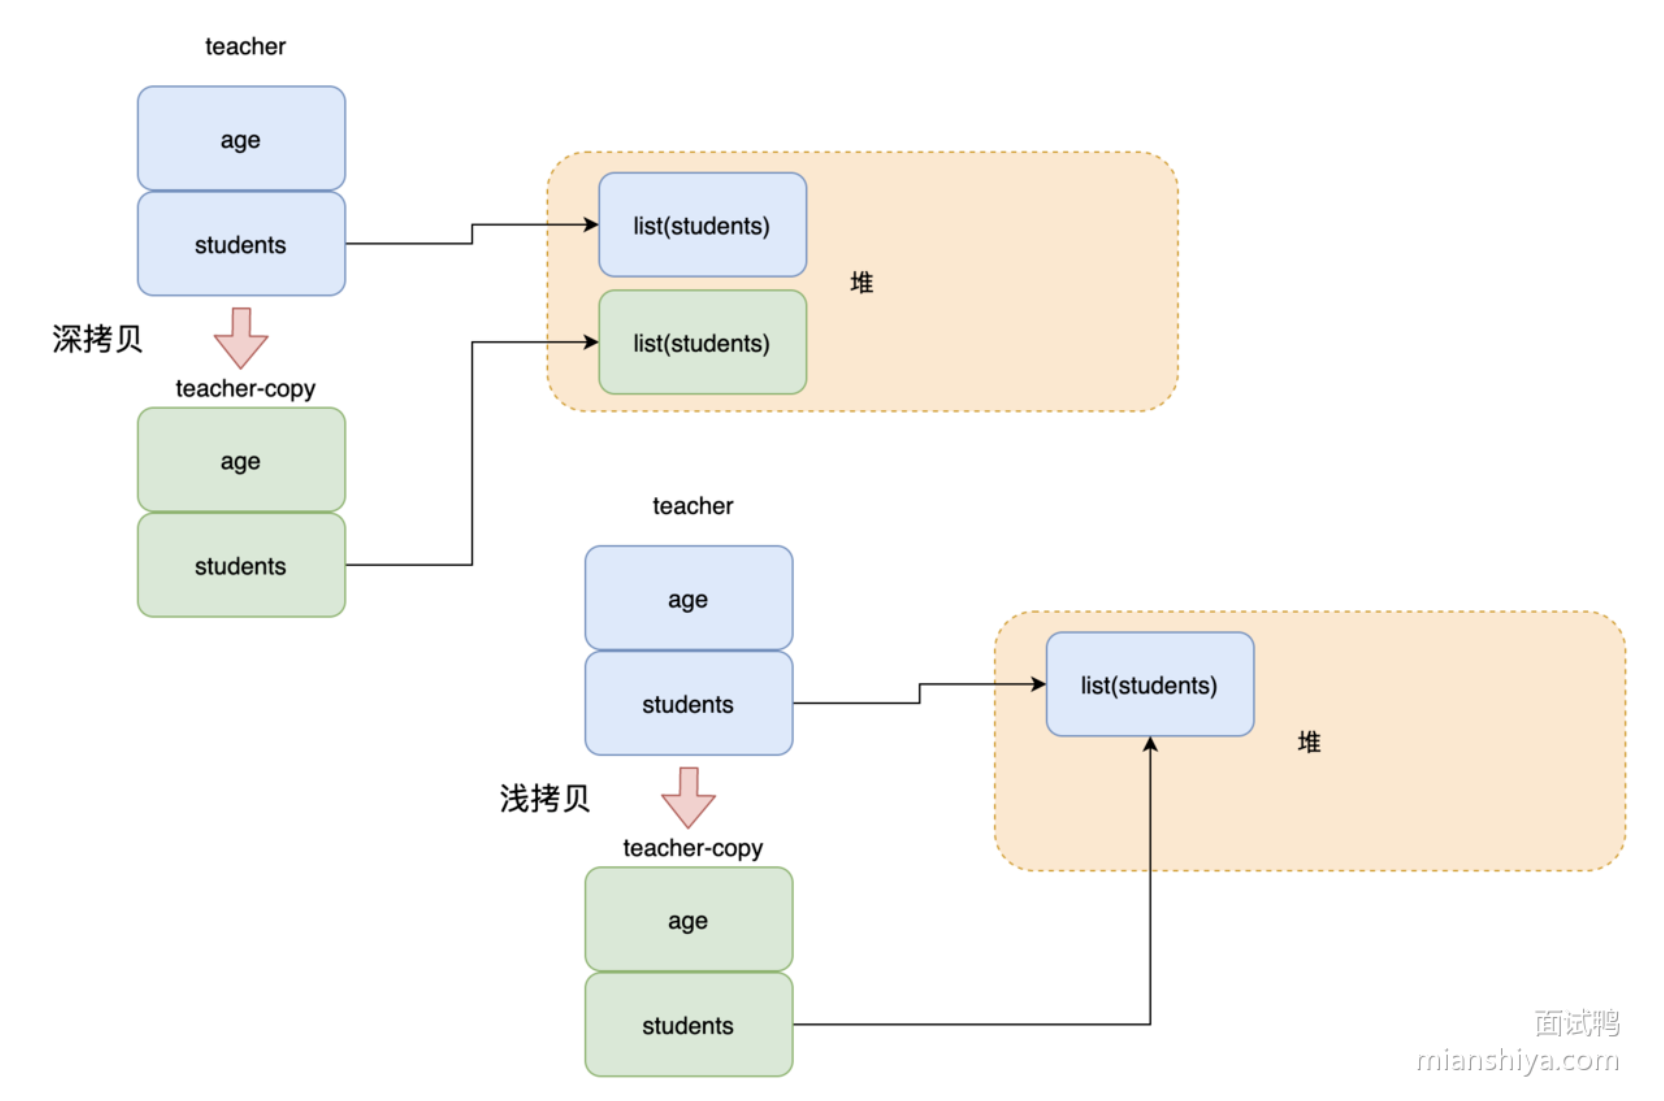 teacher
age
students
list(students)
list(students)
堆
深拷贝
teacher-copy
age
students
teacher
age
students
list(students)
堆
浅拷贝
teacher-copy
age
students
面试鸭
mianshiya.com